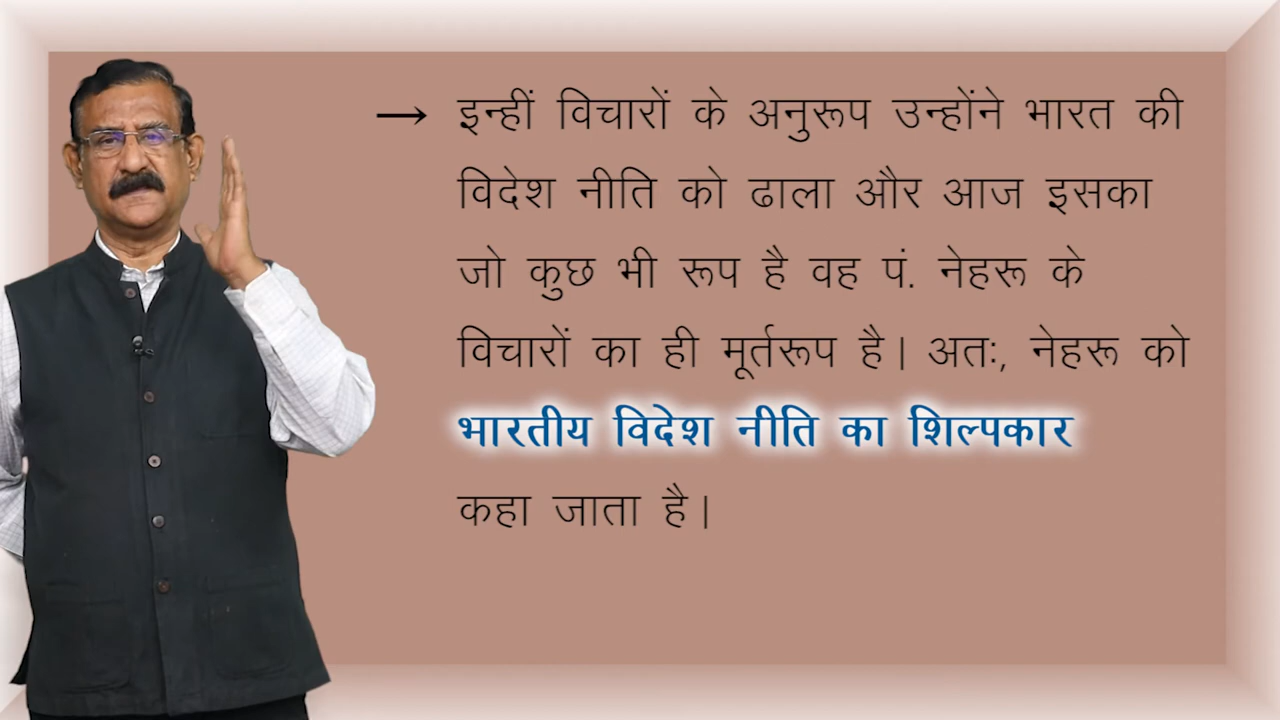 → इन्हीं विचारों के अनुरूप उन्होंने भारत की
विदेश नीति को ढाला और आज इसका
जो कुछ भी रूप है वह पं. नेहरू के
विचारों का ही मूर्तरूप है। अतः, नेहरू को
भारतीय विदेश नीति का शिल्पकार
कहा जाता है।